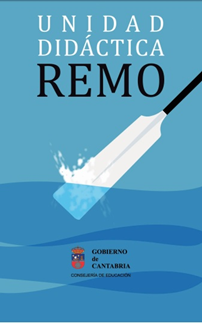 UNIDAD
DIDÁCTICA
REMO
GOBIERNO
de
CANTABRIA
CONSEJERÍA DE EDUCACIÓN